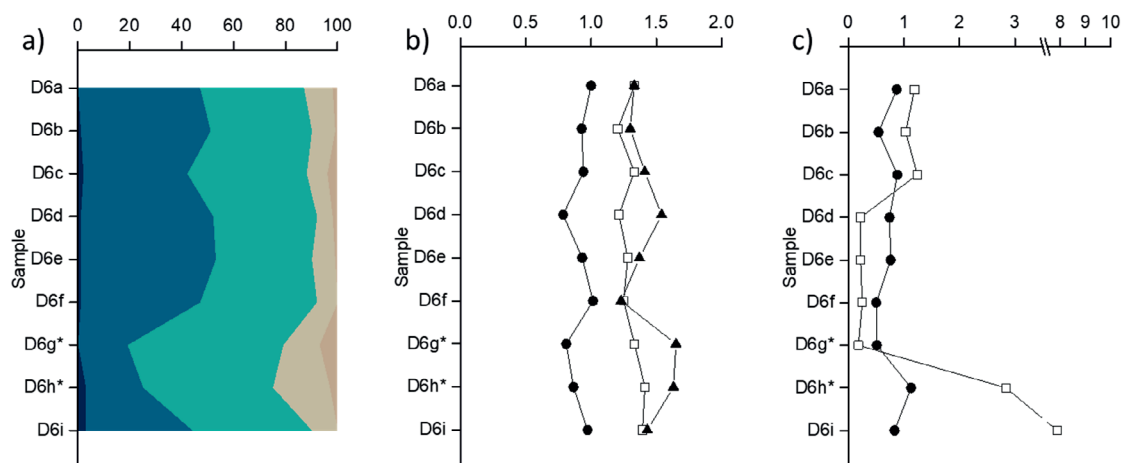 a)
0 20 40 60 80 100
D6a
D6b
D6c
D6d
D6e
D6f
D6g*
D6h*
D6i
Sample
b)
0.0 0.5 1.0 1.5 2.0
D6a
D6b
D6c
D6d
D6e
D6f
D6g*
D6h*
D6i
Sample
c)
0 1 2 3 8 9 10
D6a
D6b
D6c
D6d
D6e
D6f
D6g*
D6h*
D6i
Sample